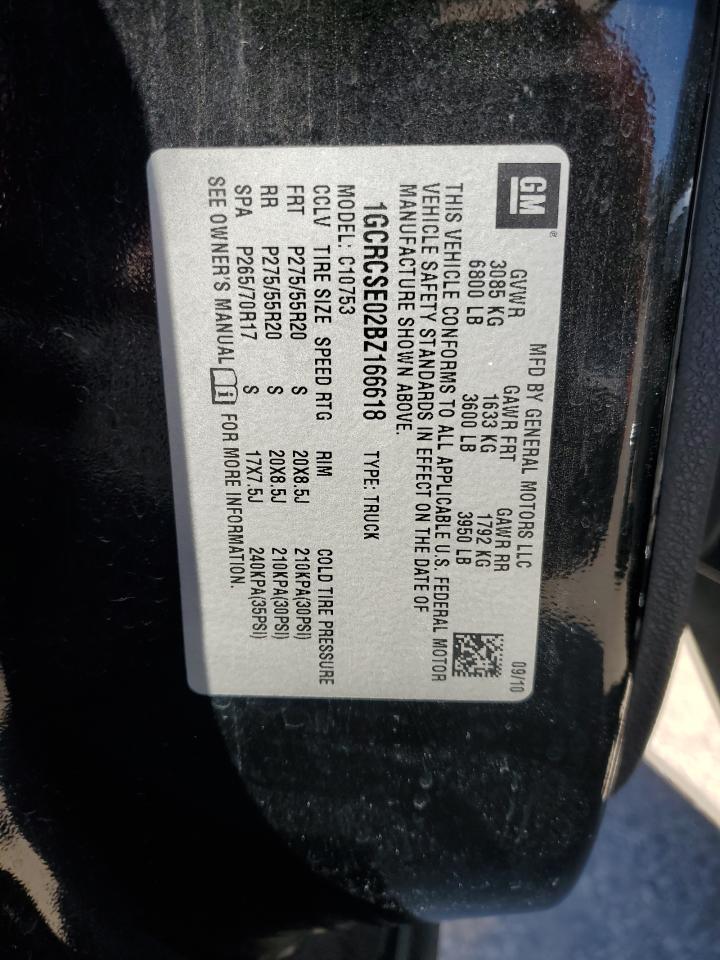 GM
®
MFD BY GENERAL MOTORS LLC
09/10
GVWR GAWR FRT GAWR RR
3085 KG 1633 KG 1792 KG
6800 LB 3600 LB 3950 LB
THIS VEHICLE CONFORMS TO ALL APPLICABLE U.S. FEDERAL MOTOR
VEHICLE SAFETY STANDARDS IN EFFECT ON THE DATE OF
MANUFACTURE SHOWN ABOVE.
1GCRCSE02BZ166618 TYPE: TRUCK
MODEL: C10753
CCLV TIRE SIZE SPEED RTG RIM COLD TIRE PRESSURE
FRT P275/55R20 S 20X8.5J 210KPA(30PSI)
RR P275/55R20 S 20X8.5J 210KPA(30PSI)
SPA P265/70R17 S 17X7.5J 240KPA(35PSI)
SEE OWNER'S MANUAL i FOR MORE INFORMATION.